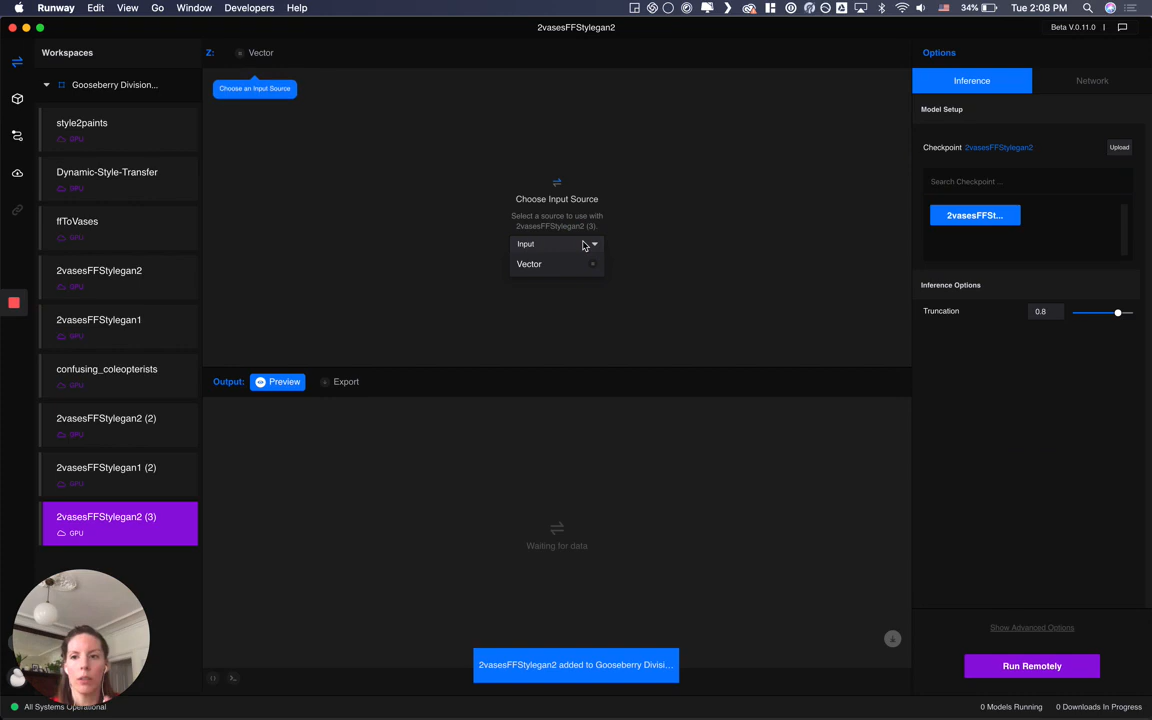 Runway Edit View Go Window Developers Help 34% Tue 2:08 PM
2vasesFFStylegan2
Beta V.0.11.0
Workspaces
Gooseberry Division...
style2paints
GPU
Dynamic-Style-Transfer
GPU
ffToVases
GPU
2vasesFFStylegan2
GPU
2vasesFFStylegan1
GPU
confusing_coleopterists
GPU
2vasesFFStylegan2 (2)
GPU
2vasesFFStylegan1 (2)
GPU
2vasesFFStylegan2 (3)
GPU
Z: Vector
Choose an Input Source
Choose Input Source
Select a source to use with
2vasesFFStylegan2 (3).
Input
Vector
Output: Preview Export
Waiting for data
2vasesFFStylegan2 added to Gooseberry Divisi...
Options
Inference Network
Model Setup
Checkpoint 2vasesFFStylegan2 Upload
Search Checkpoint ...
2vasesFFSt...
Inference Options
Truncation 0.8
Show Advanced Options
Run Remotely
All Systems Operational
0 Models Running 0 Downloads In Progress